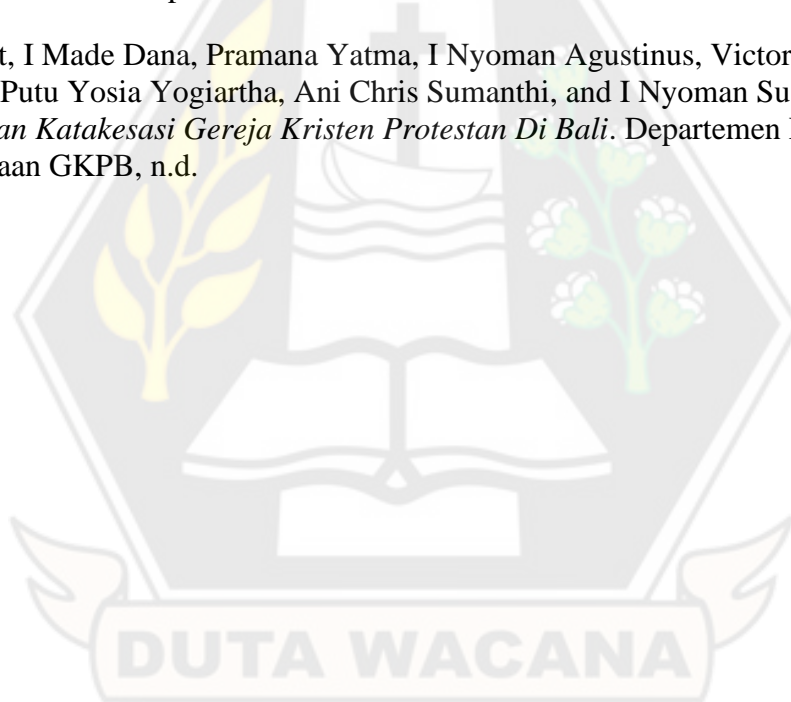 t, I Made Dana, Pramana Yatma, I Nyoman Agustinus, Victor
Putu Yosia Yogiartha, Ani Chris Sumanthi, and I Nyoman Su
an Katakesasi Gereja Kristen Protestan Di Bali. Departemen
aan GKPB, n.d.
DUTA WACANA